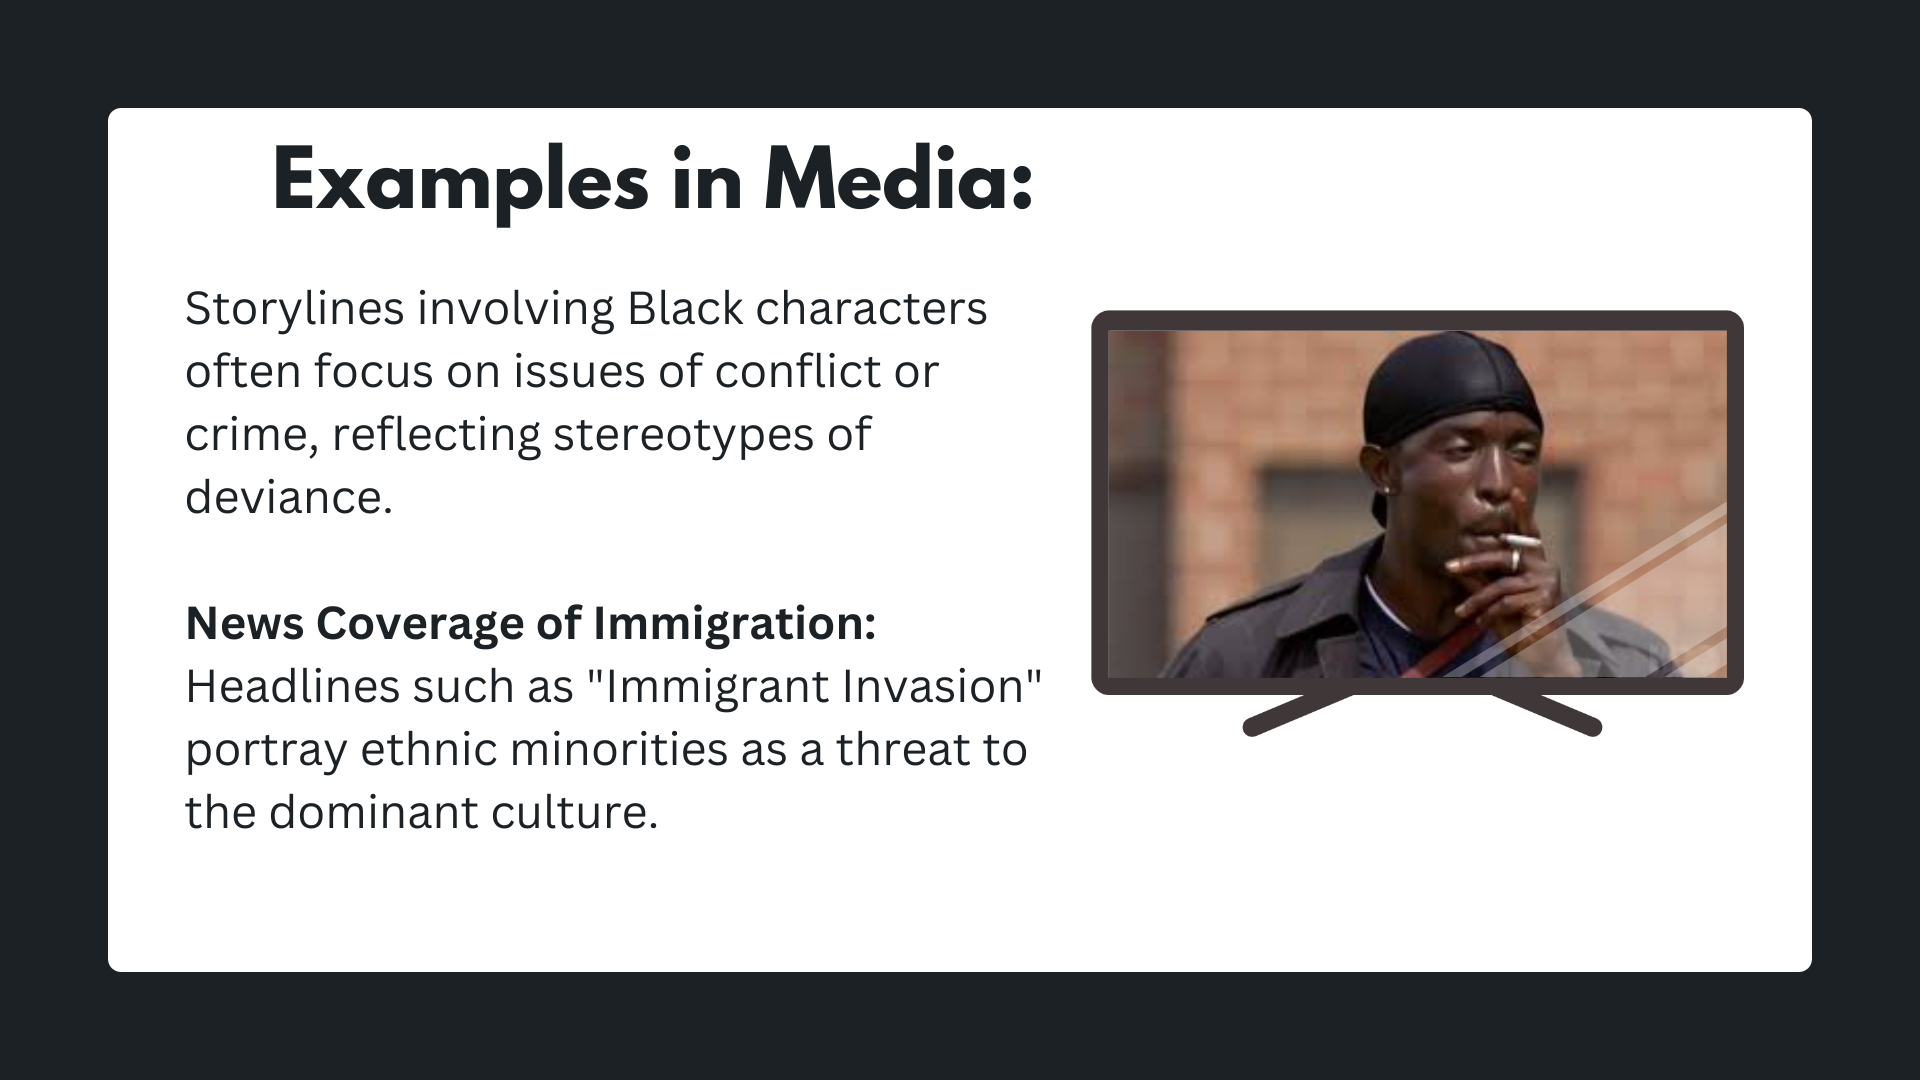 Examples in Media:
Storylines involving Black characters
often focus on issues of conflict or
crime, reflecting stereotypes of
deviance.
News Coverage of Immigration:
Headlines such as "Immigrant Invasion"
portray ethnic minorities as a threat to
the dominant culture.